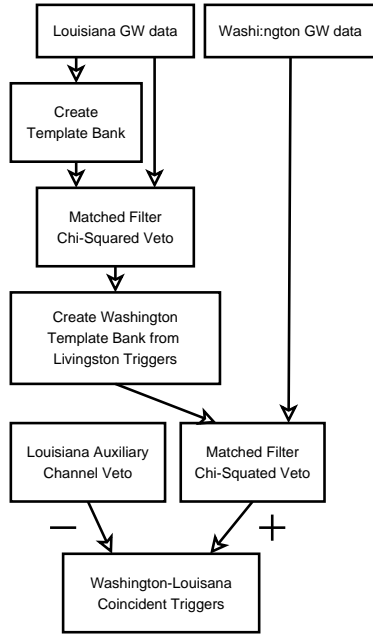 Louisiana GW data
Washi:ngton GW data
Create
Template Bank
Matched Filter
Chi-Squared Veto
Create Washington
Template Bank from
Livingston Triggers
Louisiana Auxiliary
Channel Veto
Matched Filter
Chi-Squated Veto
− +
Washington-Louisana
Coincident Triggers